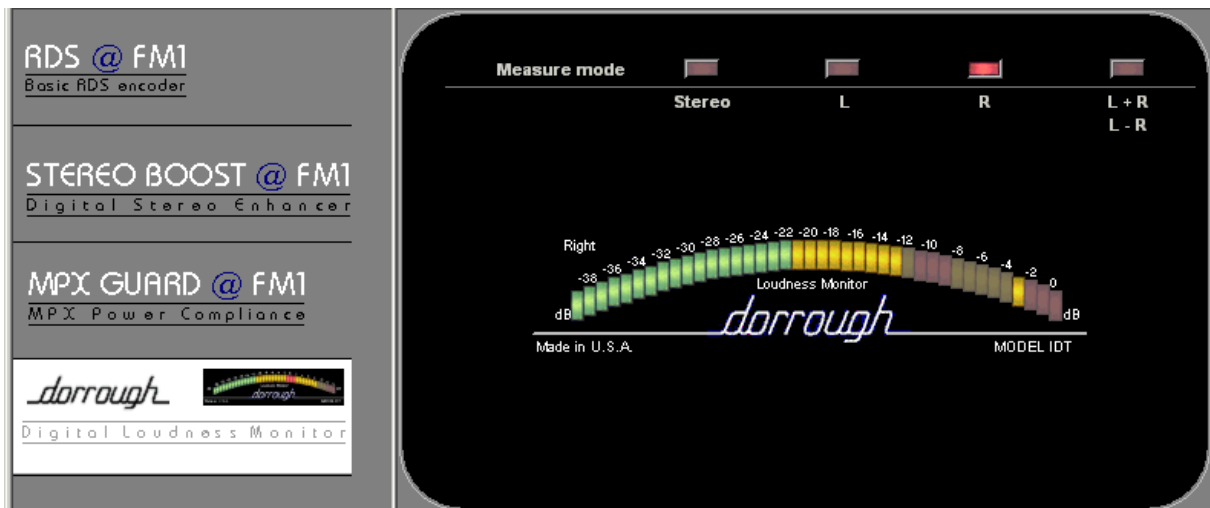 RDS @ FM1
Basic RDS encoder
STEREO BOOST @ FM1
Digital Stereo Enhancer
MPX GUARD @ FM1
MPX Power Compliance
dorrough
Digital Loudness Monitor
Measure mode
Stereo L R L + R
L - R
Right
-38 -36 -34 -32 -30 -28 -26 -24 -22 -20 -18 -16 -14 -12 -10 -8 -6 -4 -2 0
Loudness Monitor
dB dorrough dB
Made in U.S.A. MODEL IDT